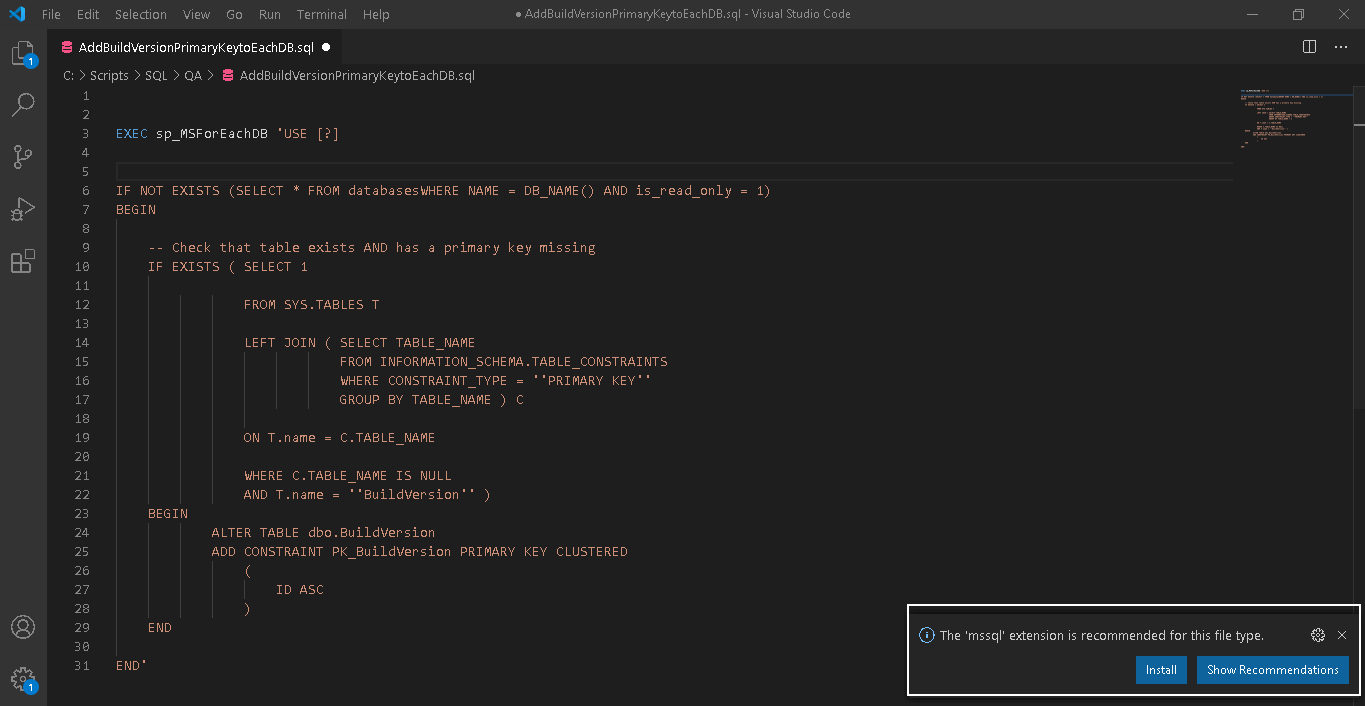 File Edit Selection View Go Run Terminal Help
● AddBuildVersionPrimaryKeytoEachDB.sql - Visual Studio Code
AddBuildVersionPrimaryKeytoEachDB.sql ●
C: > Scripts > SQL > QA > AddBuildVersionPrimaryKeytoEachDB.sql
1
1
2
3 EXEC sp_MSForEachDB 'USE [?]
4
5
6 IF NOT EXISTS (SELECT * FROM databasesWHERE NAME = DB_NAME() AND is_read_only = 1)
7 BEGIN
8
9 -- Check that table exists AND has a primary key missing
10 IF EXISTS ( SELECT 1
11
12 FROM SYS.TABLES T
13
14 LEFT JOIN ( SELECT TABLE_NAME
15 FROM INFORMATION_SCHEMA.TABLE_CONSTRAINTS
16 WHERE CONSTRAINT_TYPE = ''PRIMARY KEY''
17 GROUP BY TABLE_NAME ) C
18
19 ON T.name = C.TABLE_NAME
20
21 WHERE C.TABLE_NAME IS NULL
22 AND T.name = ''BuildVersion'' )
23 BEGIN
24 ALTER TABLE dbo.BuildVersion
25 ADD CONSTRAINT PK_BuildVersion PRIMARY KEY CLUSTERED
26 (
27 ID ASC
28 )
29 END
30
31 END'
1
The 'mssql' extension is recommended for this file type.
Install Show Recommendations